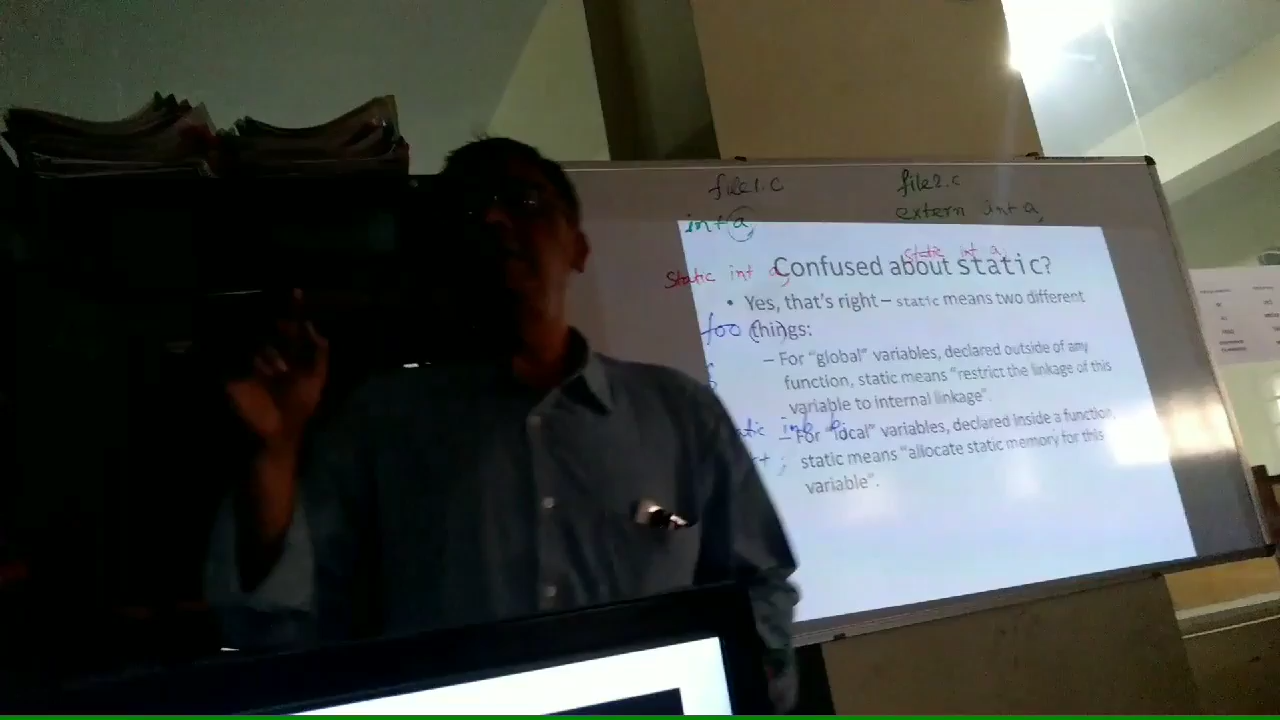 file1.c
file2.c
int a
extern int a,
static int a,
static int a,
Confused about static?
• Yes, that's right – static means two different
things:
foo ( )
– For "global" variables, declared outside of any
function, static means "restrict the linkage of this
variable to internal linkage".
– For "local" variables, declared inside a function,
static means "allocate static memory for this
variable".